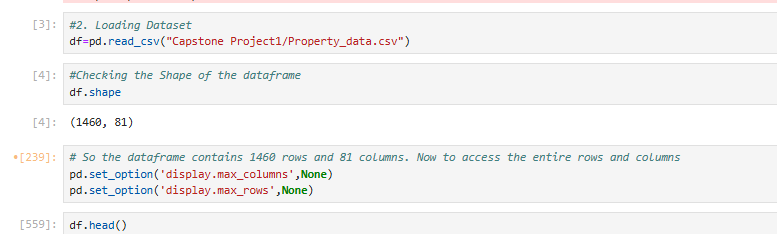 [3]: #2. Loading Dataset
df=pd.read_csv("Capstone Project1/Property_data.csv")
[4]: #Checking the Shape of the dataframe
df.shape
[4]: (1460, 81)
•[239]: # So the dataframe contains 1460 rows and 81 columns. Now to access the entire rows and columns
pd.set_option('display.max_columns',None)
pd.set_option('display.max_rows',None)
[559]: df.head()